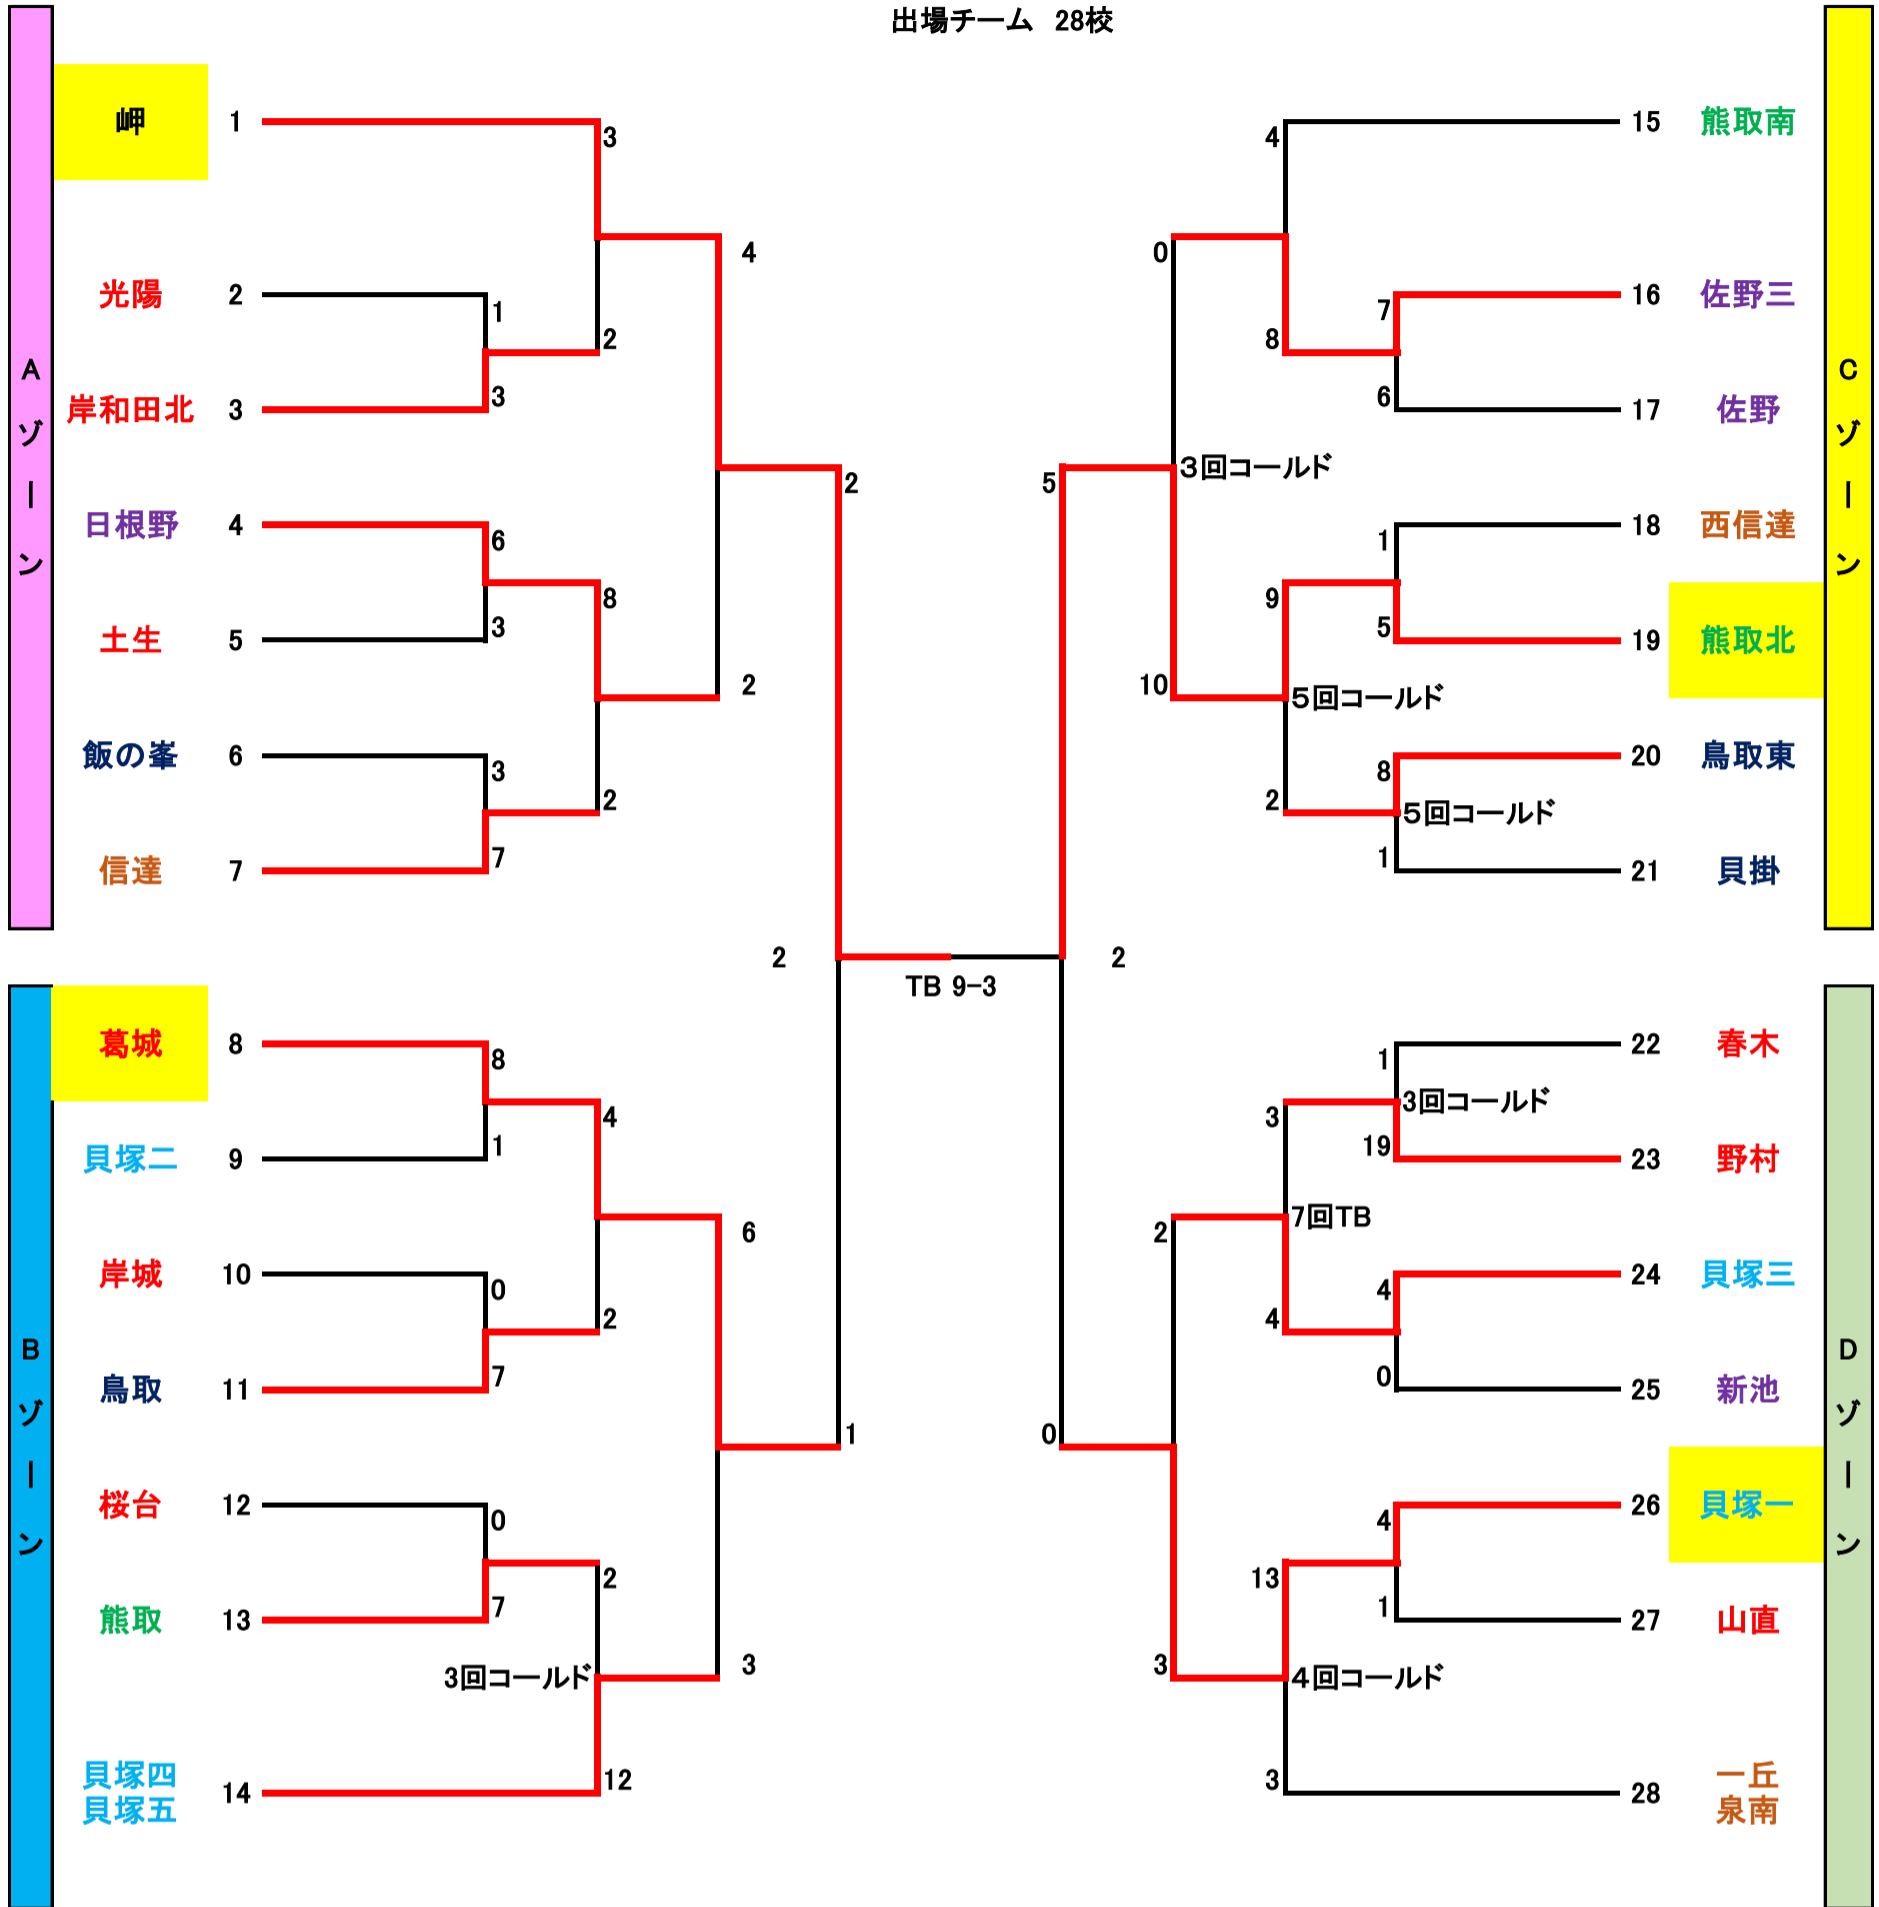 出場チーム 28校
Aゾーン
岬 1
光陽 2
岸和田北 3
日根野 4
土生 5
飯の峯 6
信達 7
3
1
2
3
4
6
8
3
2
3
2
7
2
Bゾーン
葛城 8
貝塚二 9
岸城 10
鳥取 11
桜台 12
熊取 13
貝塚四
貝塚五
14
8
4
1
6
0
2
7
1
0
2
7
3回コールド
3
12
2
2
TB 9-3
Cゾーン
15 熊取南
16 佐野三
17 佐野
18 西信達
19 熊取北
20 鳥取東
21 貝掛
4
0
7
8
6
3回コールド
5
1
9
5
10
5回コールド
8
2
5回コールド
1
Dゾーン
22 春木
23 野村
24 貝塚三
25 新池
26 貝塚一
27 山直
28
一丘
泉南
1
3回コールド
3
19
7回TB
2
4
4
0
0
4
13
1
3
4回コールド
3